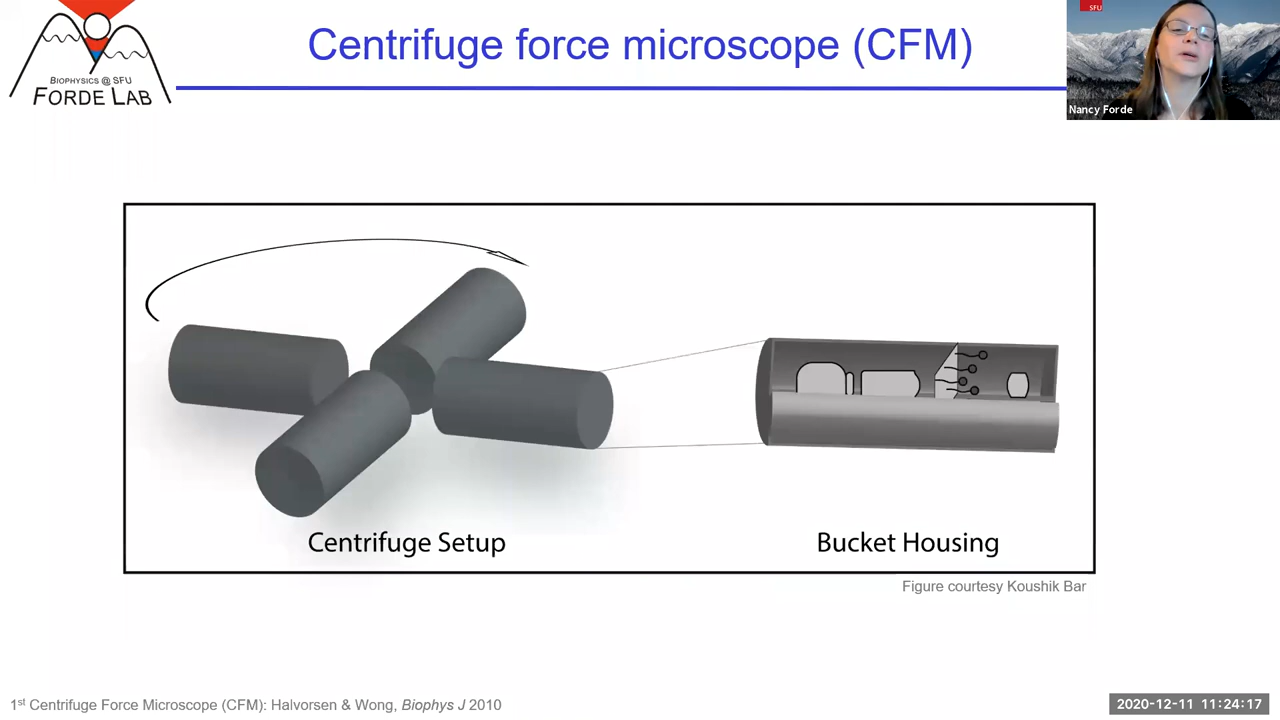 Centrifuge force microscope (CFM)
BIOPHYSICS @ SFU
FORDE LAB
SFU
Nancy Forde
Centrifuge Setup
Bucket Housing
Figure courtesy Koushik Bar
1st Centrifuge Force Microscope (CFM): Halvorsen & Wong, Biophys J 2010
2020-12-11 11:24:17